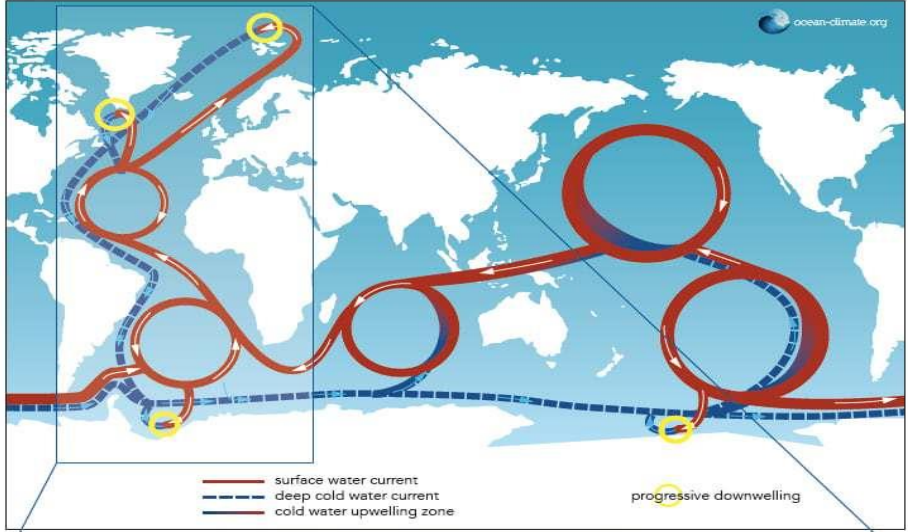 ocean-climate.org
surface water current
deep cold water current
cold water upwelling zone
progressive downwelling